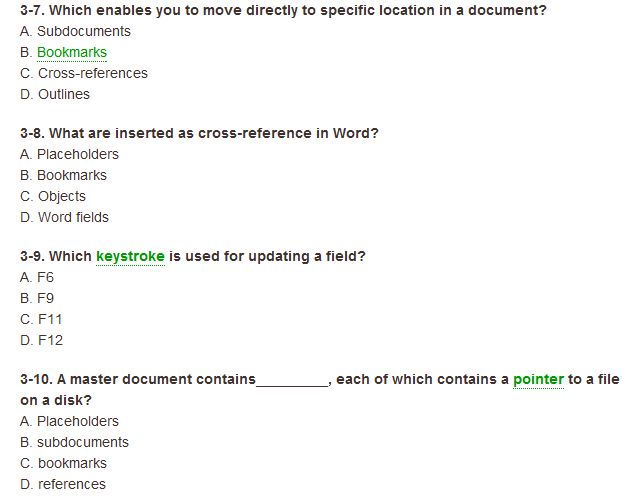 3-7. Which enables you to move directly to specific location in a document?
A. Subdocuments
B. Bookmarks
C. Cross-references
D. Outlines
3-8. What are inserted as cross-reference in Word?
A. Placeholders
B. Bookmarks
C. Objects
D. Word fields
3-9. Which keystroke is used for updating a field?
A. F6
B. F9
C. F11
D. F12
3-10. A master document contains_________, each of which contains a pointer to a file
on a disk?
A. Placeholders
B. subdocuments
C. bookmarks
D. references